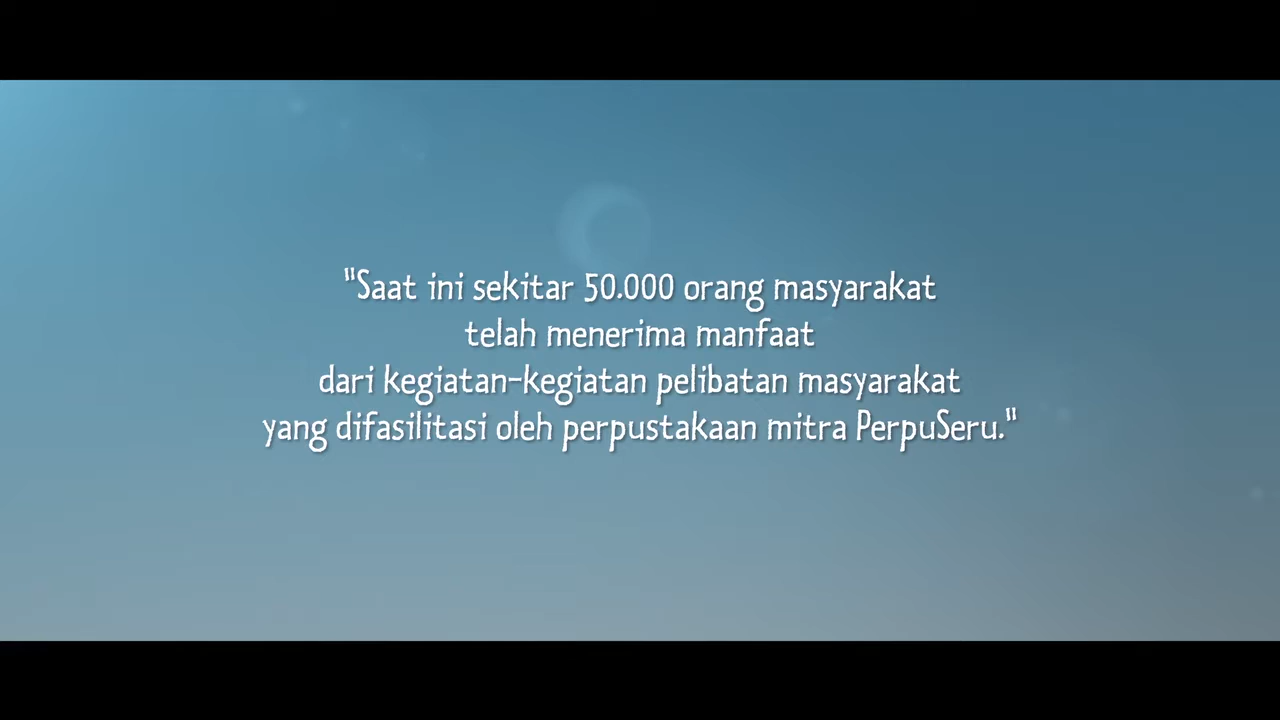 "Saat ini sekitar 50.000 orang masyarakat
telah menerima manfaat
dari kegiatan-kegiatan pelibatan masyarakat
yang difasilitasi oleh perpustakaan mitra PerpuSeru."